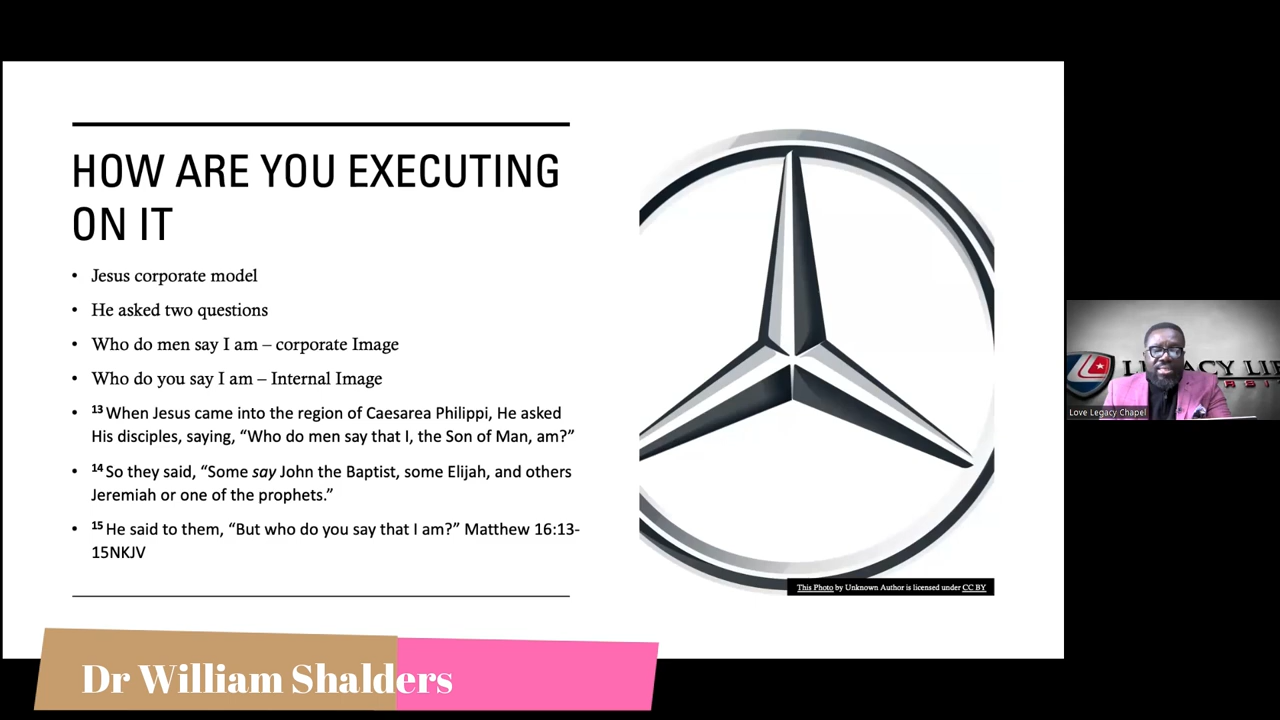 HOW ARE YOU EXECUTING
ON IT
• Jesus corporate model
• He asked two questions
• Who do men say I am – corporate Image
• Who do you say I am – Internal Image
• 13 When Jesus came into the region of Caesarea Philippi, He asked
His disciples, saying, “Who do men say that I, the Son of Man, am?”
• 14 So they said, “Some say John the Baptist, some Elijah, and others
Jeremiah or one of the prophets.”
• 15 He said to them, “But who do you say that I am?” Matthew 16:13-
15NKJV
This Photo by Unknown Author is licensed under CC BY
Love Legacy Chapel
Dr William Shalders